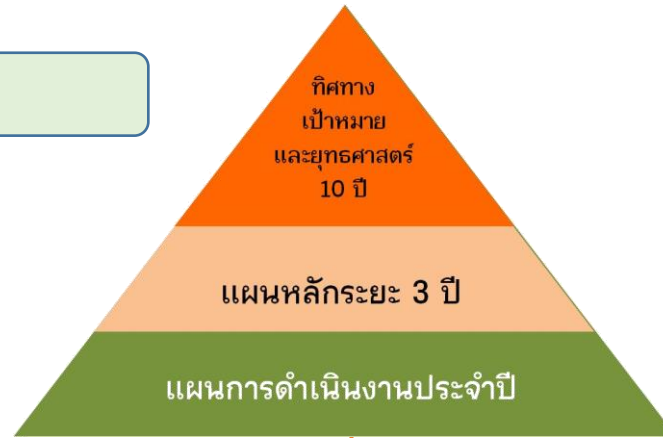 ทิศทาง
เป้าหมาย
และยุทธศาสตร์
10 ปี
แผนหลักระยะ 3 ปี
แผนการดำเนินงานประจำปี